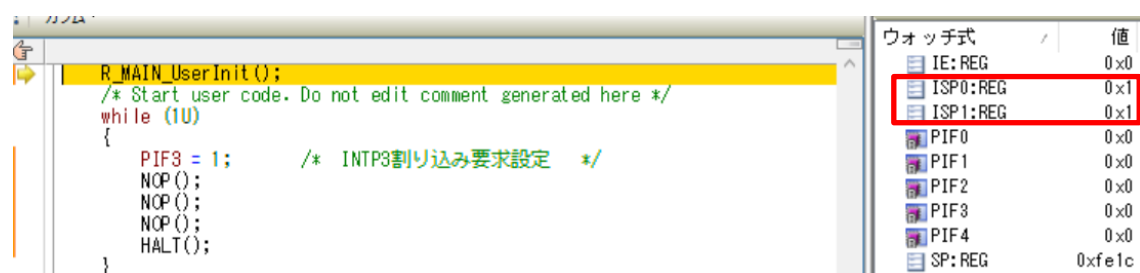 カラム
R_MAIN_UserInit();
/* Start user code. Do not edit comment generated here */
while (1U)
{
PIF3 = 1; /* INTP3割り込み要求設定 */
NOP();
NOP();
NOP();
HALT();
}
ウォッチ式 / 値
IE:REG 0x0
ISP0:REG 0x1
ISP1:REG 0x1
PIF0 0x0
PIF1 0x0
PIF2 0x0
PIF3 0x0
PIF4 0x0
SP:REG 0xfe1c